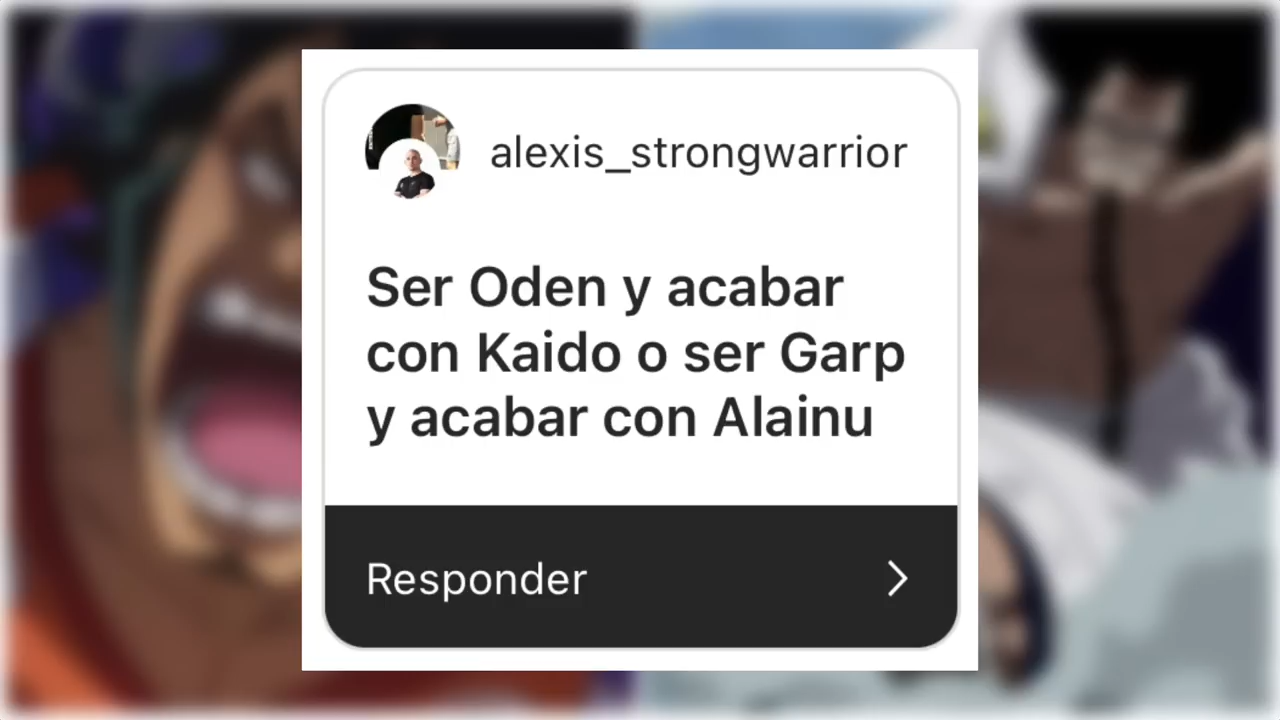 alexis_strongwarrior
Ser Oden y acabar
con Kaido o ser Garp
y acabar con Alainu
Responder